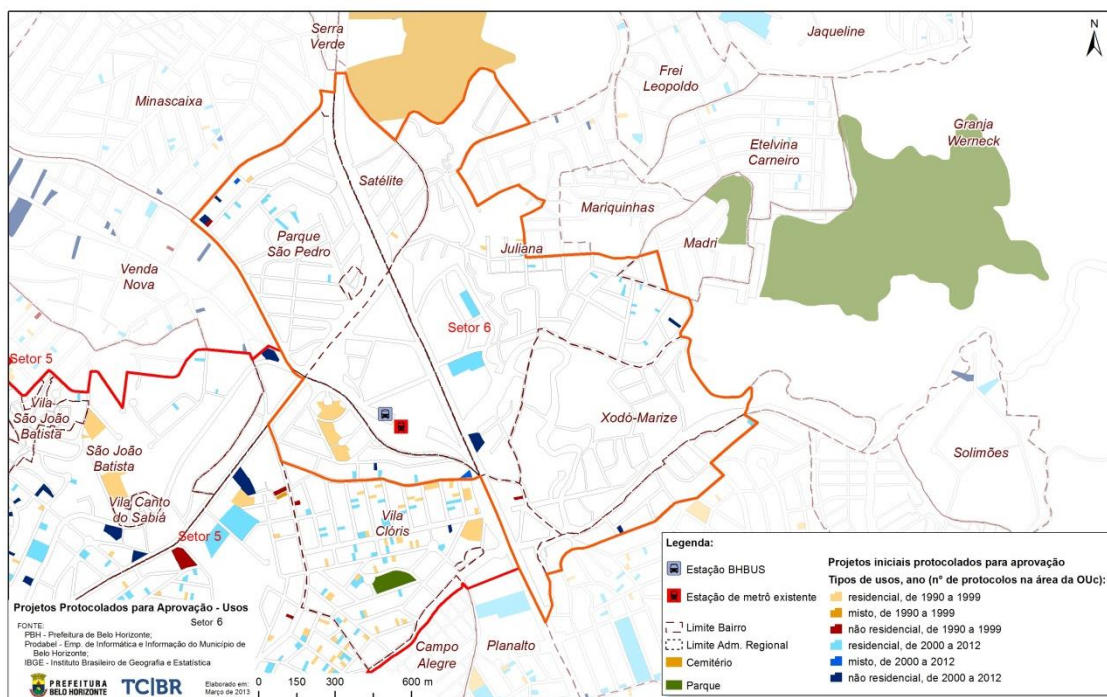 Serra
Verde
Jaqueline
N
Minascaixa
Frei
Leopoldo
Granja
Werneck
Etelvina
Carneiro
Satélite
Mariquinhas
Parque
São Pedro
Juliana
Madri
Venda
Nova
Setor 6
Setor 5
Vila
São João
Batista
Xodó-Marize
São João
Batista
Solimões
Vila Canto
do Sabiá
Setor 5
Vila
Clóris
Campo
Alegre
Planalto
Projetos Protocolados para Aprovação - Usos
Setor 6
FONTE:
PBH - Prefeitura de Belo Horizonte;
Prodabel - Emp. de Informática e Informação do Município de
Belo Horizonte;
IBGE - Instituto Brasileiro de Geografia e Estatística
PREFEITURA
BELO HORIZONTE
TC|BR
Elaborado em:
Março de 2013
0 150 300 600 m
Legenda:
Estação BHBUS
Estação de metrô existente
Limite Bairro
Limite Adm. Regional
Cemitério
Parque
Projetos iniciais protocolados para aprovação
Tipos de usos, ano (nº de protocolos na área da OUc):
residencial, de 1990 a 1999
misto, de 1990 a 1999
não residencial, de 1990 a 1999
residencial, de 2000 a 2012
misto, de 2000 a 2012
não residencial, de 2000 a 2012